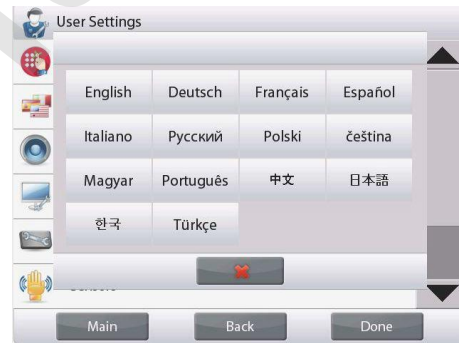 User Settings
English Deutsch Français Español
Italiano Русский Polski čeština
Magyar Português 中文 日本語
한국 Türkçe
Main Back Done